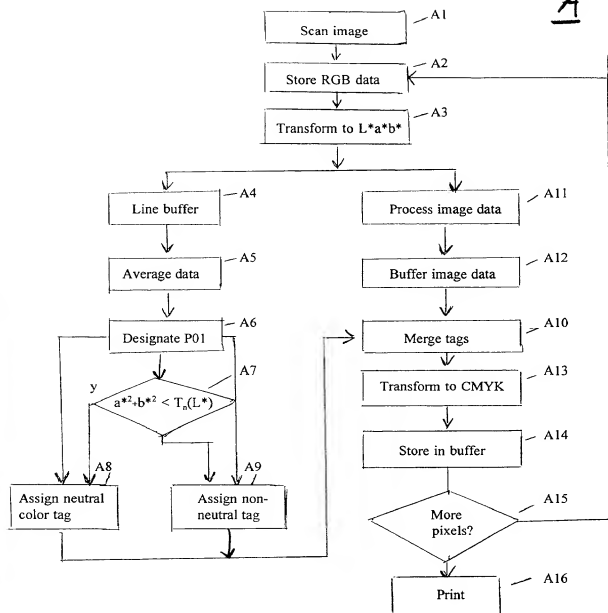 A
A1
Scan image
A2
Store RGB data
A3
Transform to L*a*b*
A4
Line buffer
A5
Average data
A6
Designate P01
A7
y
a*²+b*² < Tn(L*)
A8
Assign neutral
color tag
A9
Assign non-
neutral tag
A11
Process image data
A12
Buffer image data
A10
Merge tags
A13
Transform to CMYK
A14
Store in buffer
A15
More
pixels?
A16
Print